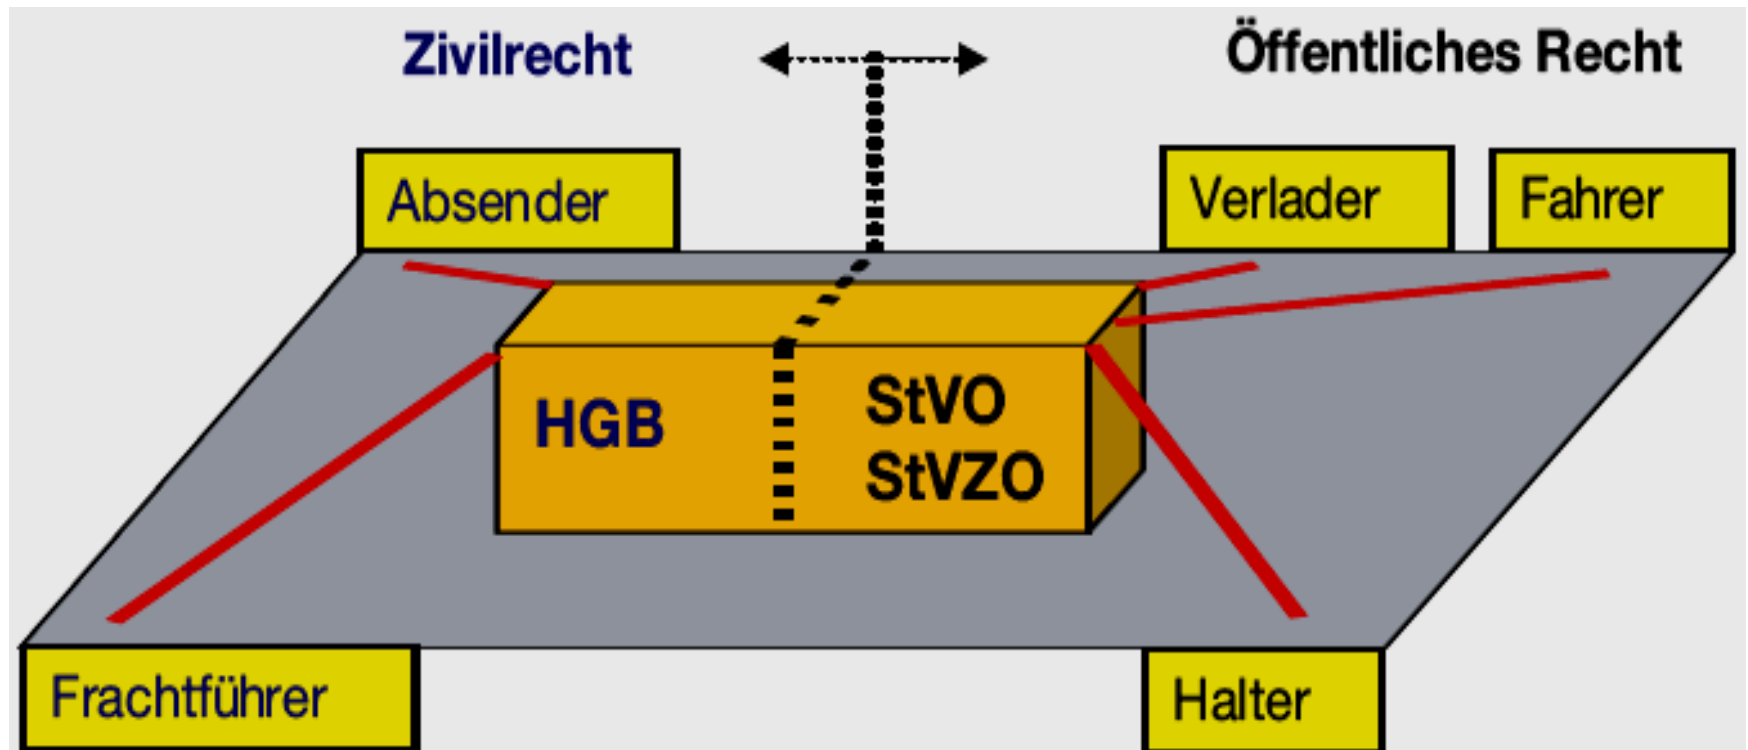 Zivilrecht
Öffentliches Recht
Absender
Verlader
Fahrer
HGB
StVO
StVZO
Frachtführer
Halter